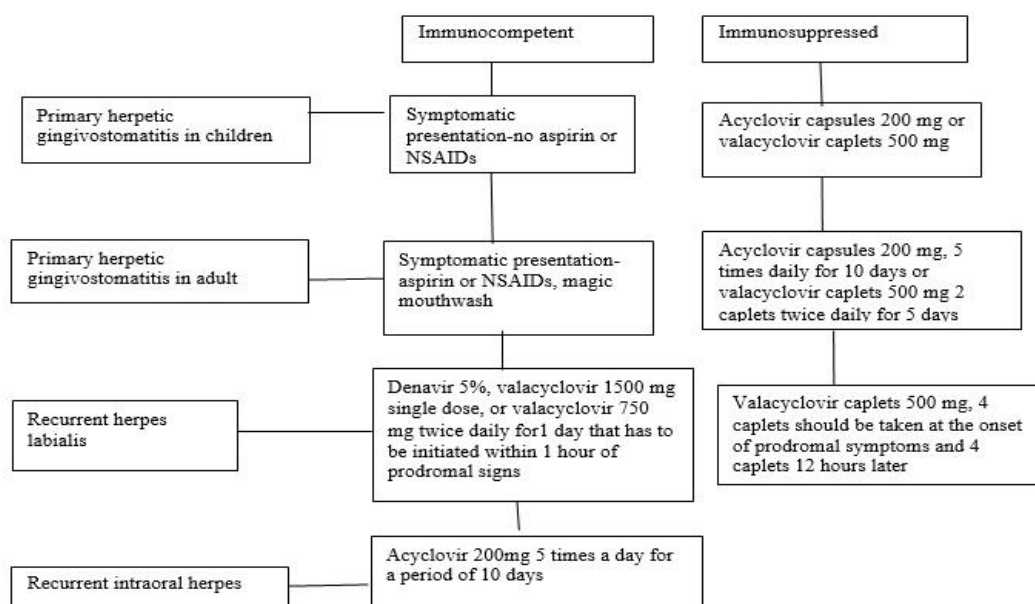 Immunocompetent
Immunosuppressed
Primary herpetic
gingivostomatitis in children
Symptomatic
presentation-no aspirin or
NSAIDs
Acyclovir capsules 200 mg or
valacyclovir caplets 500 mg
Primary herpetic
gingivostomatitis in adult
Symptomatic presentation-
aspirin or NSAIDs, magic
mouthwash
Acyclovir capsules 200 mg, 5
times daily for 10 days or
valacyclovir caplets 500 mg 2
caplets twice daily for 5 days
Recurrent herpes
labialis
Denavir 5%, valacyclovir 1500 mg
single dose, or valacyclovir 750
mg twice daily for1 day that has to
be initiated within 1 hour of
prodromal signs
Valacyclovir caplets 500 mg, 4
caplets should be taken at the onset
of prodromal symptoms and 4
caplets 12 hours later
Recurrent intraoral herpes
Acyclovir 200mg 5 times a day for
a period of 10 days